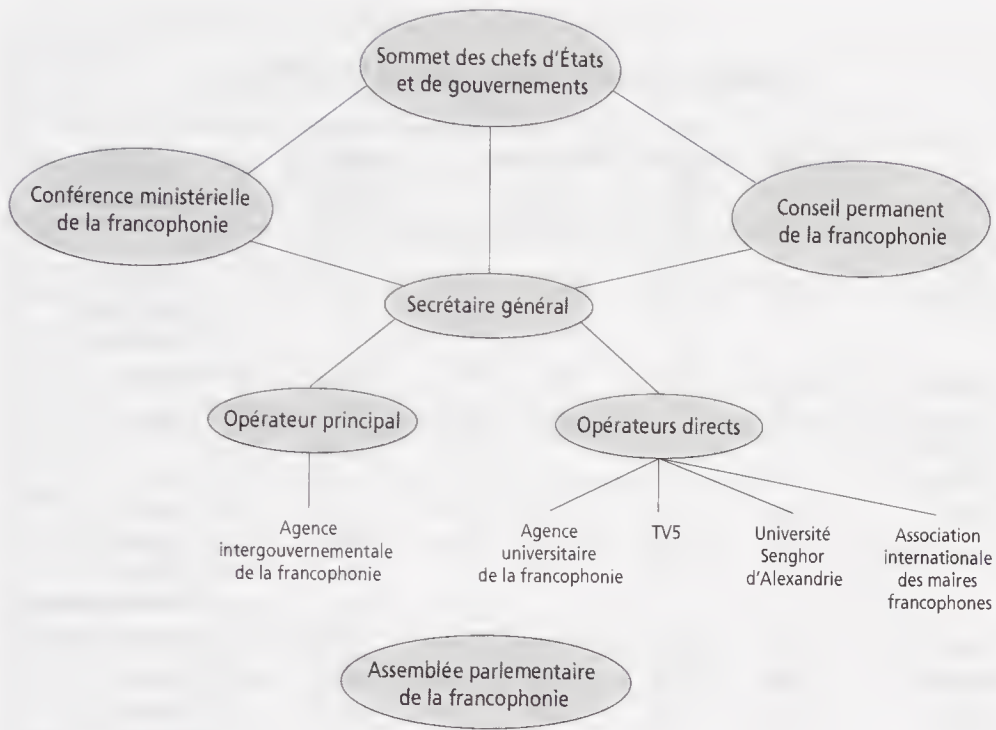 Sommet des chefs d'États
et de gouvernements
Conférence ministérielle
de la francophonie
Conseil permanent
de la francophonie
Secrétaire général
Opérateur principal
Opérateurs directs
Agence
intergouvernementale
de la francophonie
Agence
universitaire
de la francophonie
TV5
Université
Senghor
d'Alexandrie
Association
internationale
des maires
francophones
Assemblée parlementaire
de la francophonie